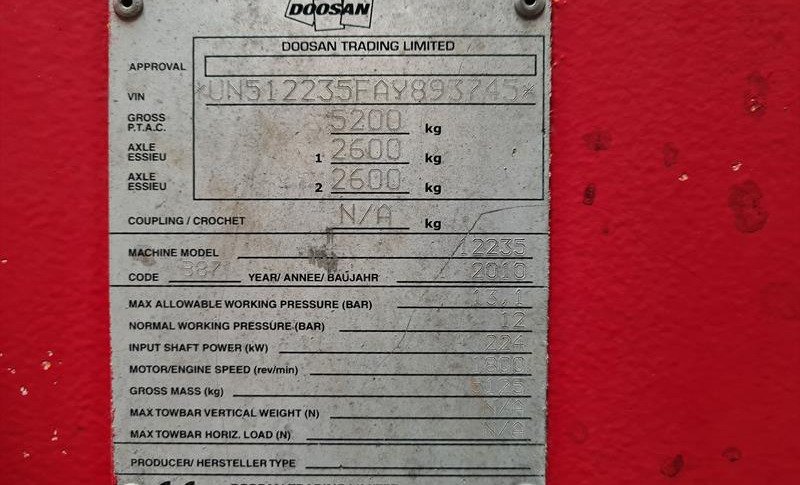 DOOSAN
DOOSAN TRADING LIMITED
APPROVAL
VIN *UN512235FAY893745*
GROSS P.T.A.C. 5200 kg
AXLE ESSIEU 1 2600 kg
AXLE ESSIEU 2 2600 kg
COUPLING / CROCHET N/A kg
MACHINE MODEL 12235
CODE YEAR/ ANNEE/ BAUJAHR 2010
MAX ALLOWABLE WORKING PRESSURE (BAR) 13,1
NORMAL WORKING PRESSURE (BAR) 12
INPUT SHAFT POWER (kW) 224
MOTOR/ENGINE SPEED (rev/min)
GROSS MASS (kg)
MAX TOWBAR VERTICAL WEIGHT (N) N/A
MAX TOWBAR HORIZ. LOAD (N) N/A
PRODUCER/ HERSTELLER TYPE